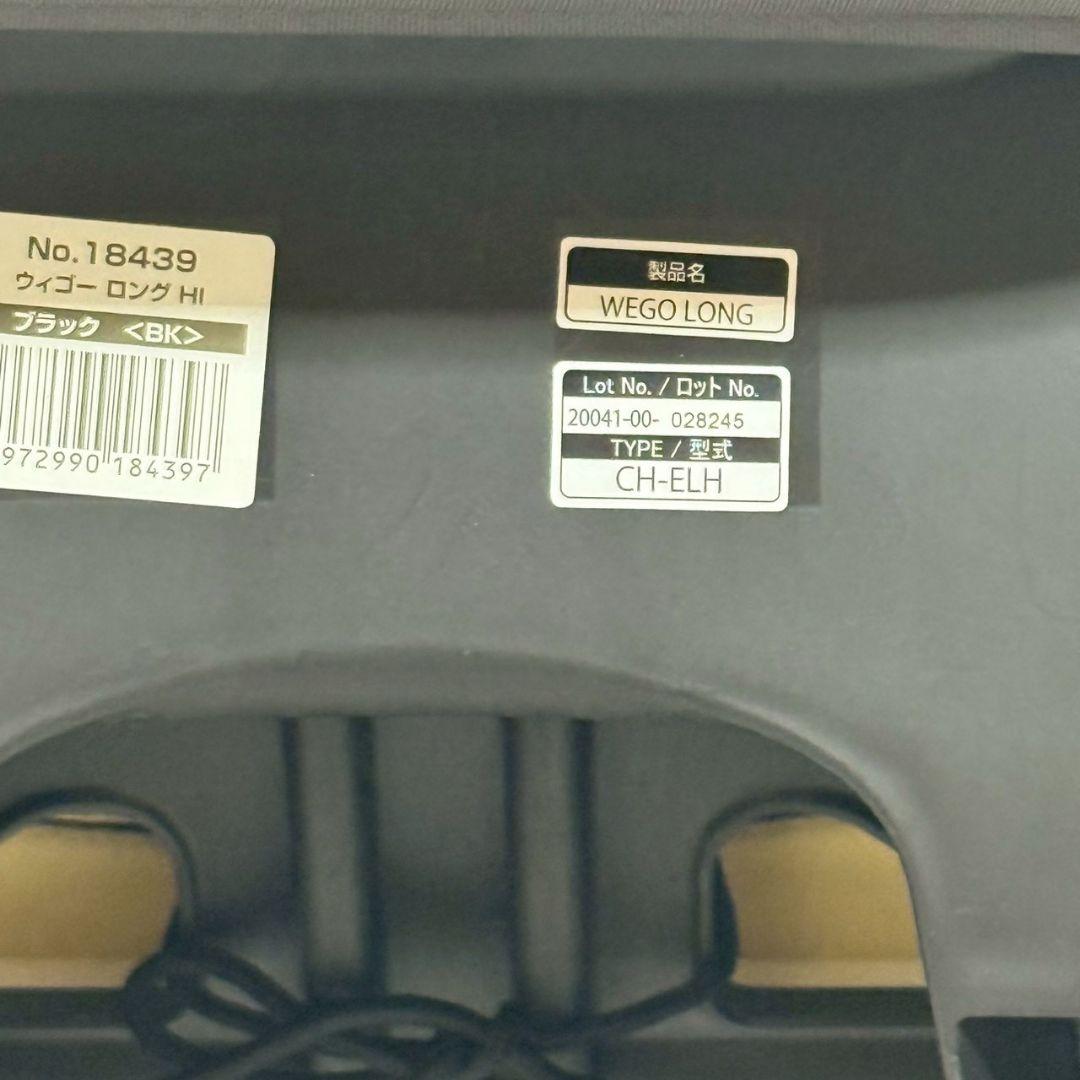 No.18439
ウィゴー ロング HI
ブラック <BK>
972990 184397
製品名
WEGO LONG
Lot No. / ロット No.
20041-00- 028245
TYPE / 型式
CH-ELH